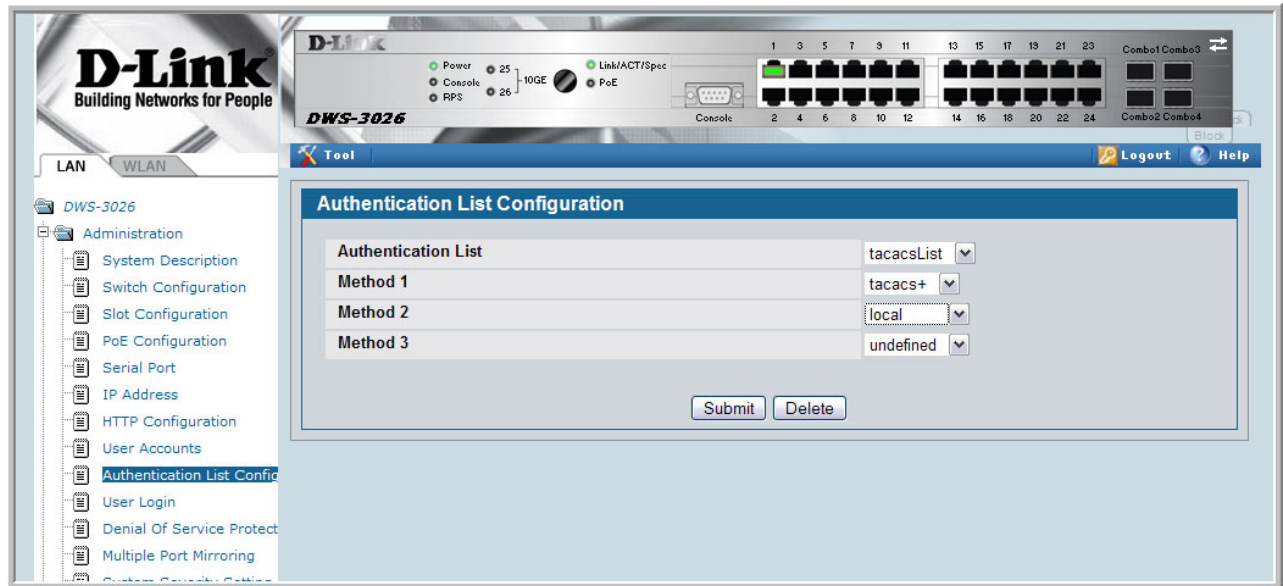 D-Link
Building Networks for People
LAN
WLAN
D-Link
Power
Console
RPS
25
26
10GE
Link/ACT/Spec
PoE
DWS-3026
Console
1 3 5 7 9 11 13 15 17 19 21 23
2 4 6 8 10 12 14 16 18 20 22 24
Combo1 Combo3
Combo2 Combo4
Block
Tool
Logout
Help
DWS-3026
Administration
System Description
Switch Configuration
Slot Configuration
PoE Configuration
Serial Port
IP Address
HTTP Configuration
User Accounts
Authentication List Config
User Login
Denial Of Service Protect
Multiple Port Mirroring
Authentication List Configuration
Authentication List tacacsList
Method 1 tacacs+
Method 2 local
Method 3 undefined
Submit Delete